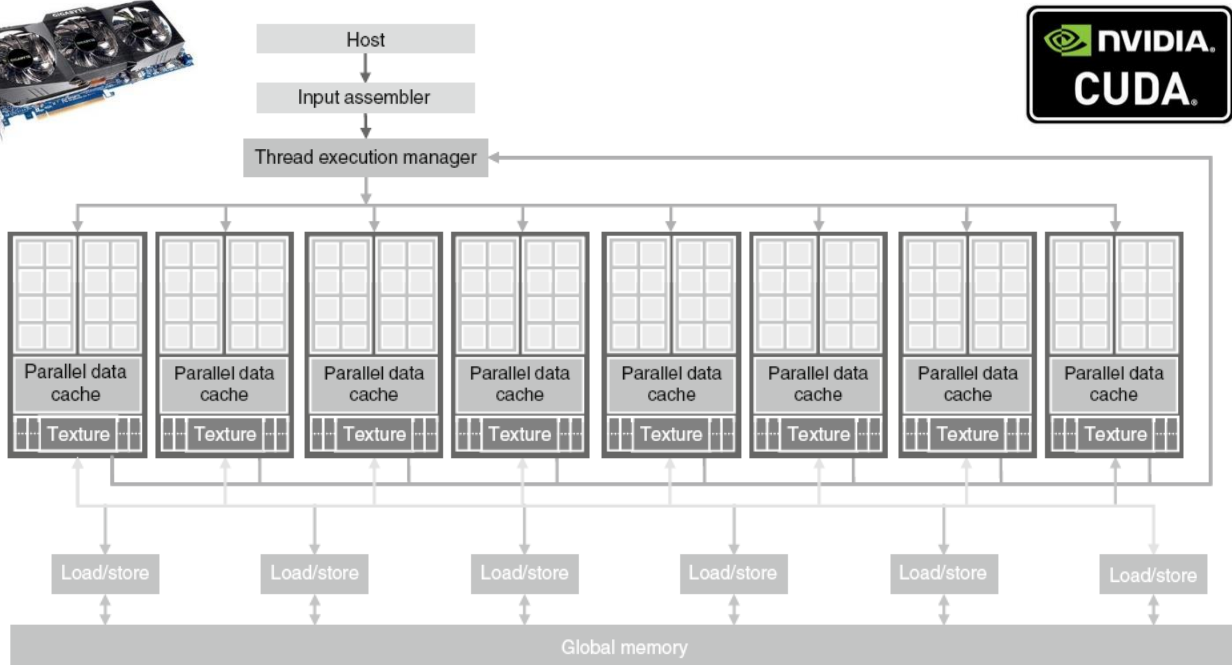 GIGABYTE
Host
NVIDIA.
CUDA.
Input assembler
Thread execution manager
Parallel data
cache
Parallel data
cache
Parallel data
cache
Parallel data
cache
Parallel data
cache
Parallel data
cache
Parallel data
cache
Parallel data
cache
Texture
Texture
Texture
Texture
Texture
Texture
Texture
Texture
Load/store
Load/store
Load/store
Load/store
Load/store
Load/store
Global memory